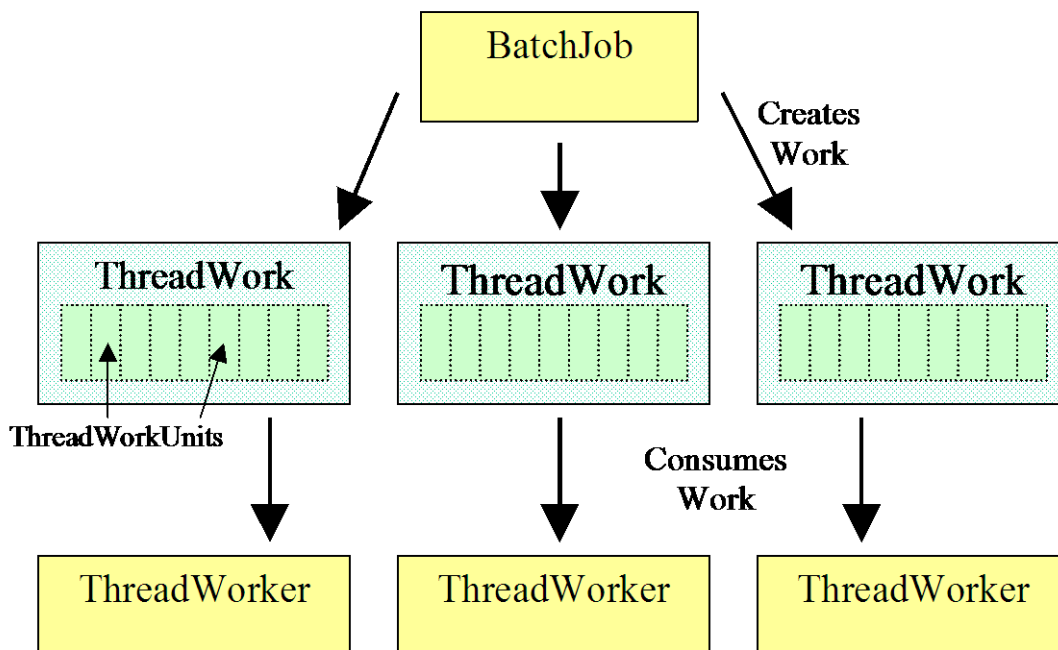 BatchJob
Creates
Work
ThreadWork
ThreadWork
ThreadWork
ThreadWorkUnits
Consumes
Work
ThreadWorker
ThreadWorker
ThreadWorker